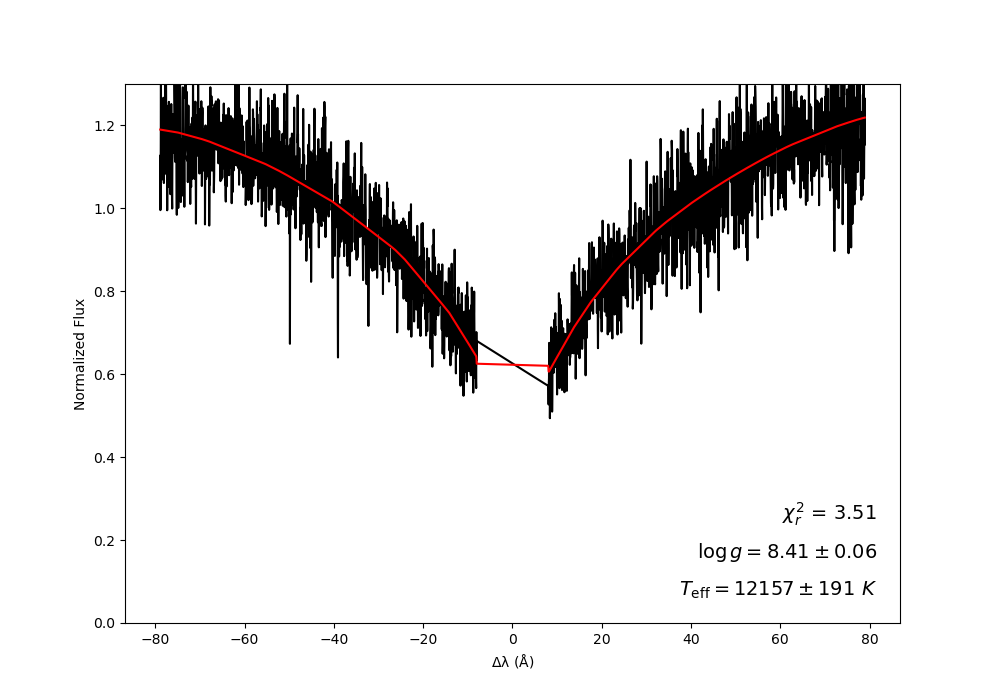 1.2
1.0
0.8
0.6
0.4
0.2
0.0
Normalized Flux
χ²ᵣ = 3.51
log g = 8.41 ± 0.06
T_eff = 12157 ± 191 K
−80 −60 −40 −20 0 20 40 60 80
Δλ (Å)